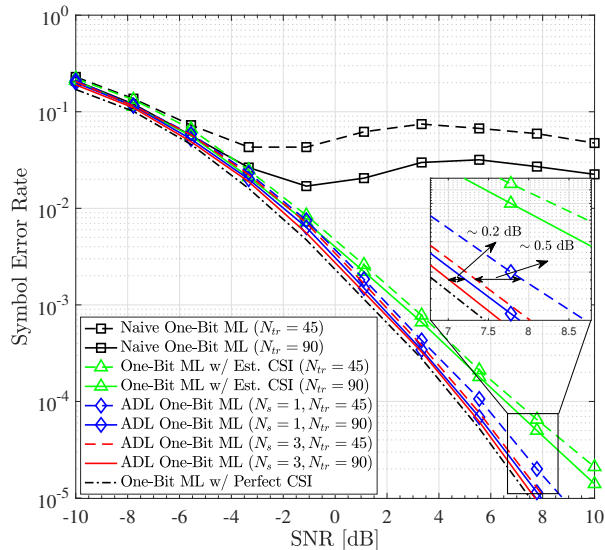 10^0
10^-1
10^-2
10^-3
10^-4
10^-5
Symbol Error Rate
~ 0.2 dB
~ 0.5 dB
7 7.5 8 8.5
Naive One-Bit ML (N_tr = 45)
Naive One-Bit ML (N_tr = 90)
One-Bit ML w/ Est. CSI (N_tr = 45)
One-Bit ML w/ Est. CSI (N_tr = 90)
ADL One-Bit ML (N_s = 1, N_tr = 45)
ADL One-Bit ML (N_s = 1, N_tr = 90)
ADL One-Bit ML (N_s = 3, N_tr = 45)
ADL One-Bit ML (N_s = 3, N_tr = 90)
One-Bit ML w/ Perfect CSI
-10 -8 -6 -4 -2 0 2 4 6 8 10
SNR [dB]